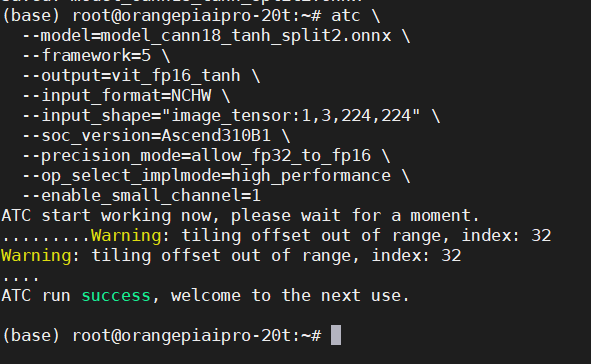 (base) root@orangepiaipro-20t:~# atc \
  --model=model_cann18_tanh_split2.onnx \
  --framework=5 \
  --output=vit_fp16_tanh \
  --input_format=NCHW \
  --input_shape="image_tensor:1,3,224,224" \
  --soc_version=Ascend310B1 \
  --precision_mode=allow_fp32_to_fp16 \
  --op_select_implmode=high_performance \
  --enable_small_channel=1
ATC start working now, please wait for a moment.
.........Warning: tiling offset out of range, index: 32
Warning: tiling offset out of range, index: 32
....
ATC run success, welcome to the next use.
(base) root@orangepiaipro-20t:~#